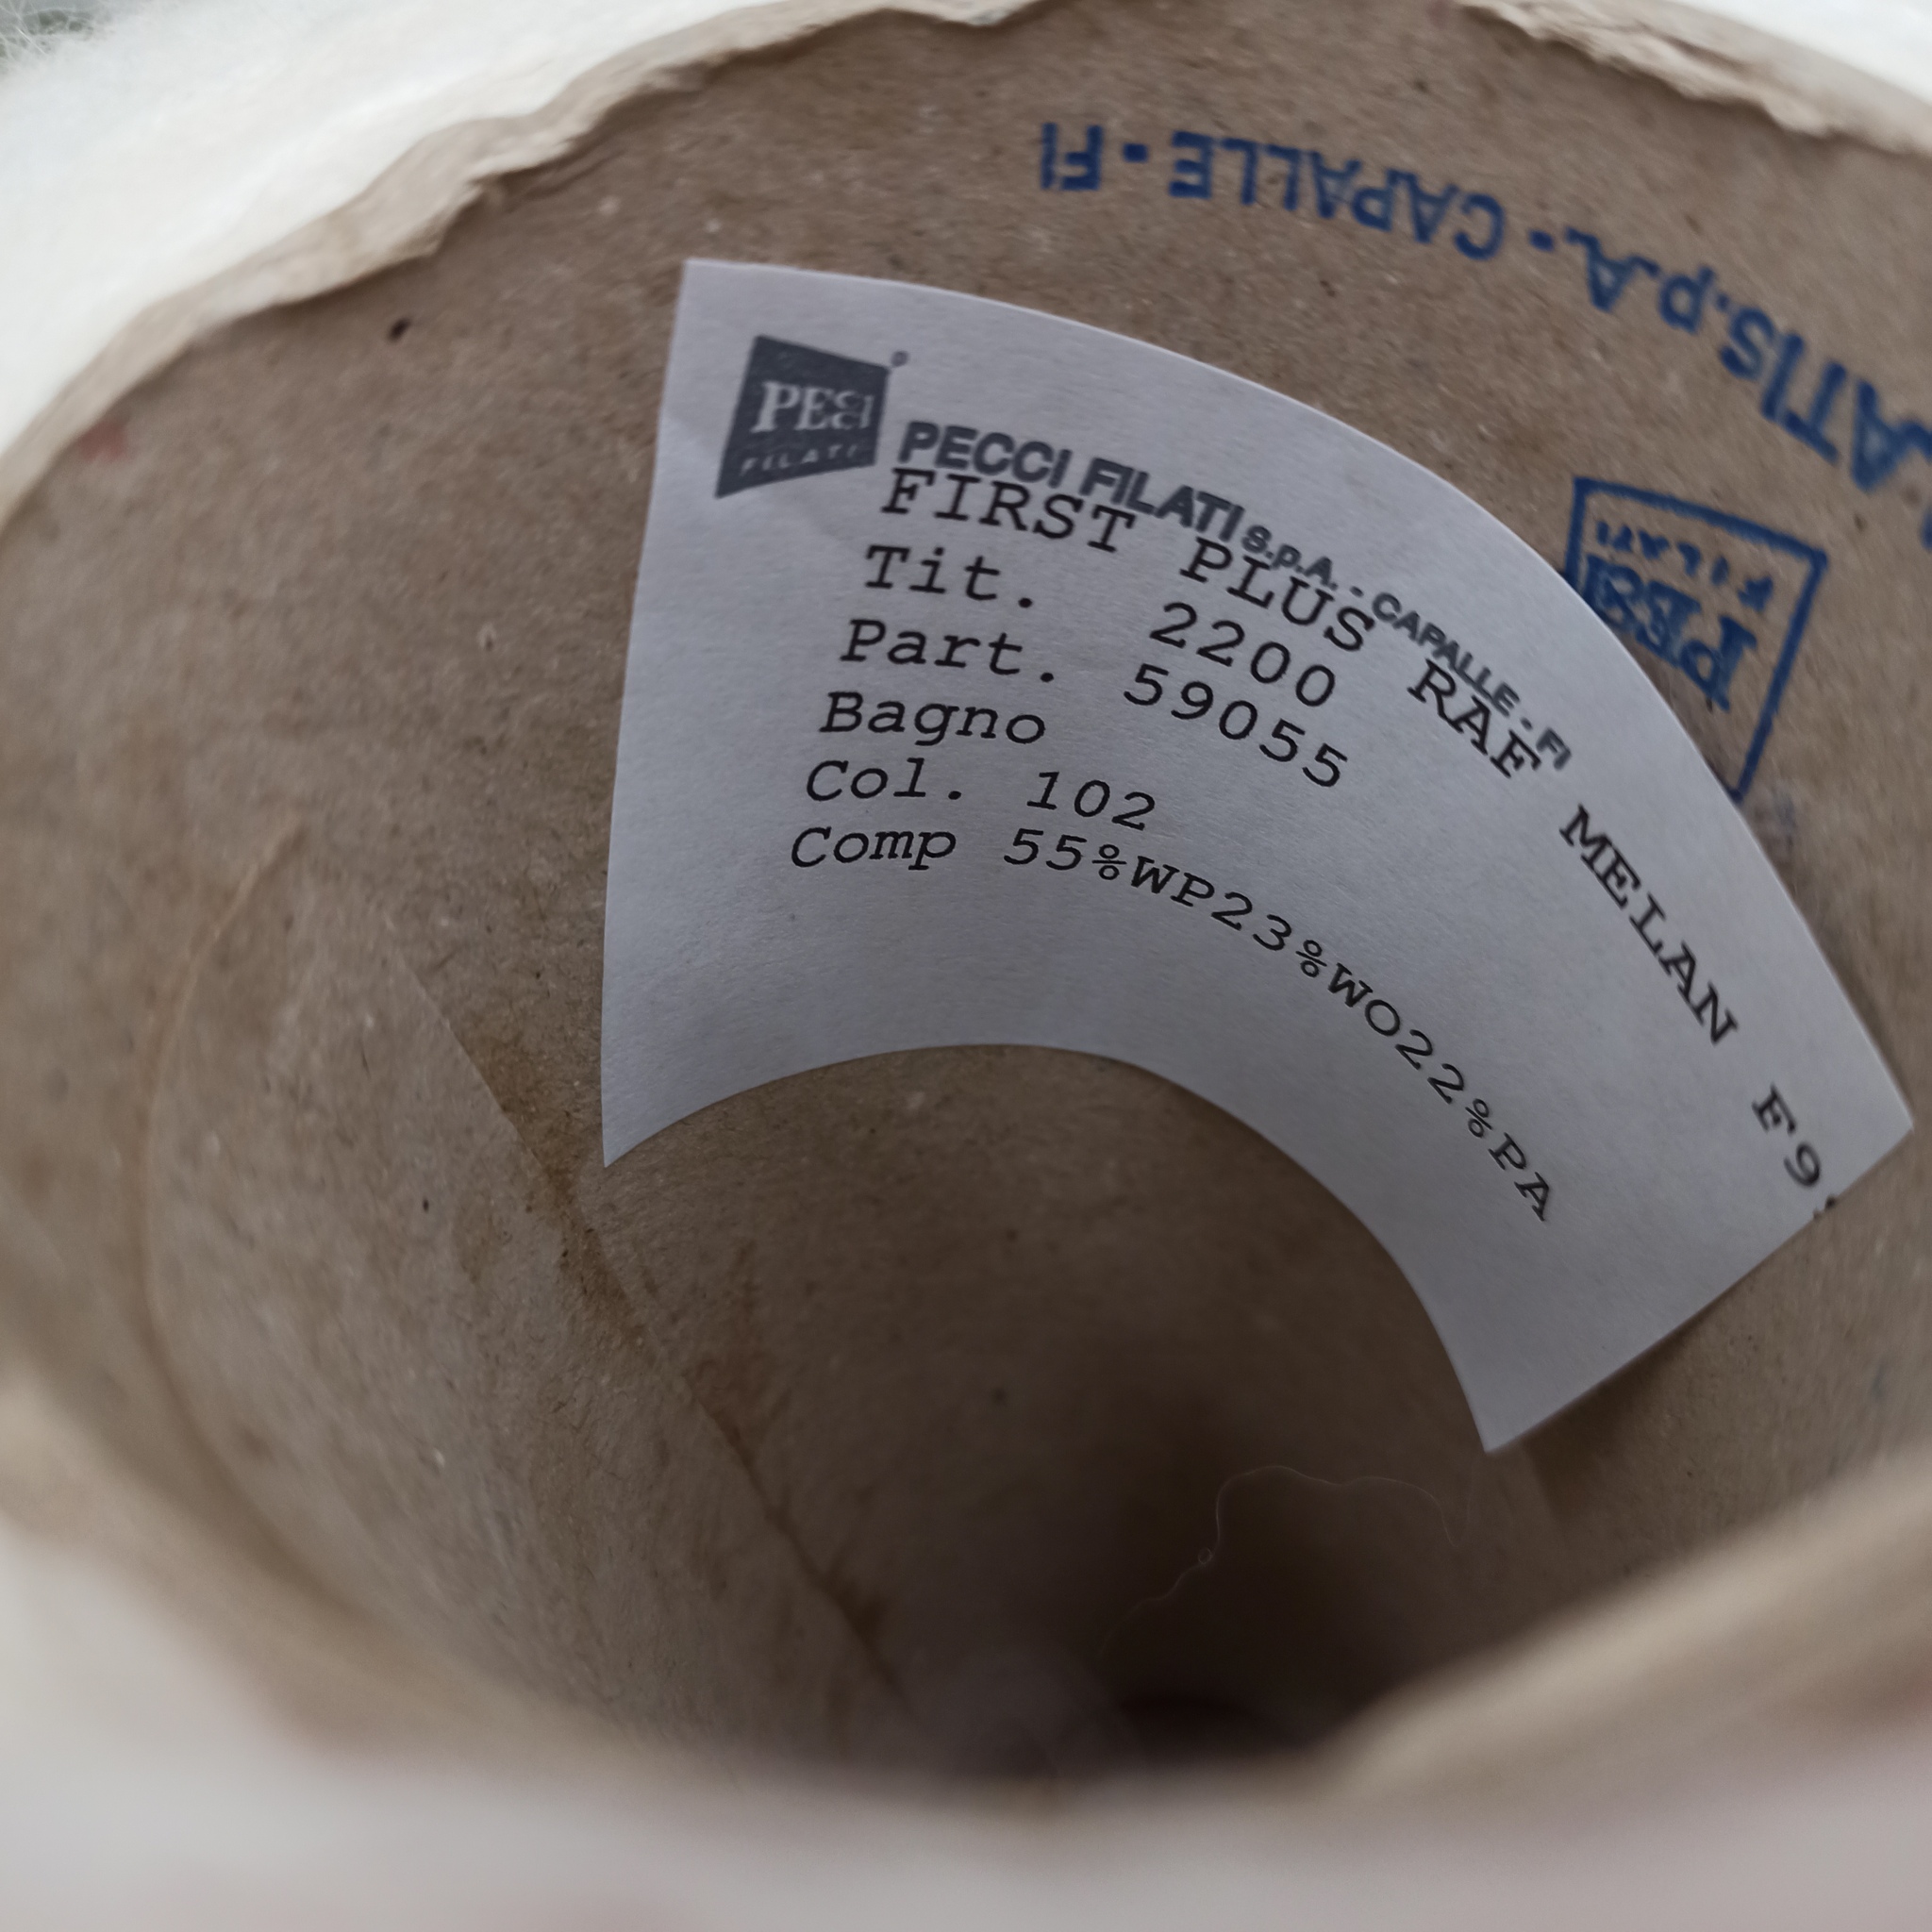 PECCI
FILATI
PECCI FILATI S.p.A. - CAPALLE - FI
FIRST PLUS RAF MELAN
Tit. 2200
Part. 59055
Bagno
Col. 102
Comp 55%WP23%WO22%PA
S.p.A. - CAPALLE - FI
PECCI
FILATI